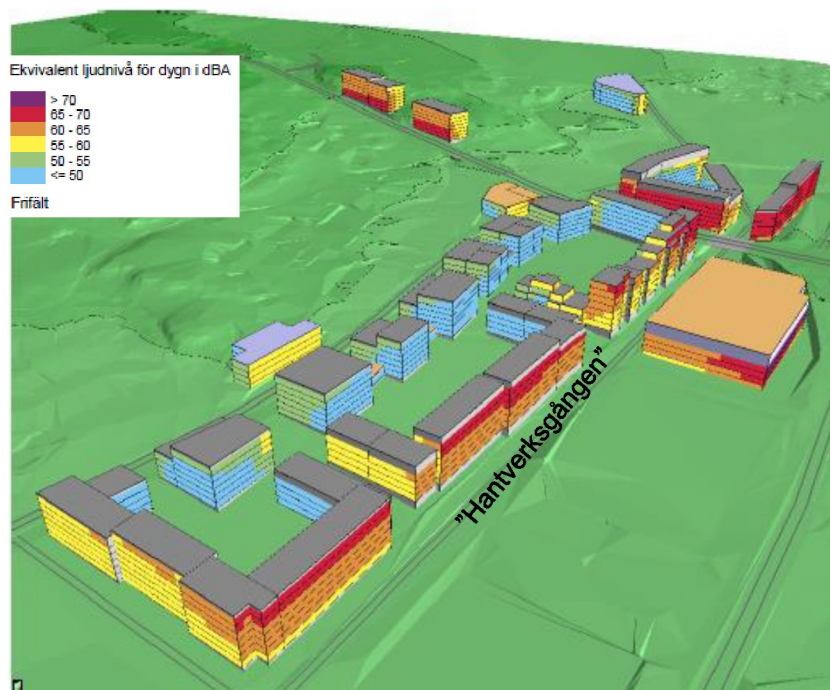 Ekvivalent ljudnivå för dygn i dBA
> 70
65 - 70
60 - 65
55 - 60
50 - 55
<= 50
Frifält
"Hantverksgången"